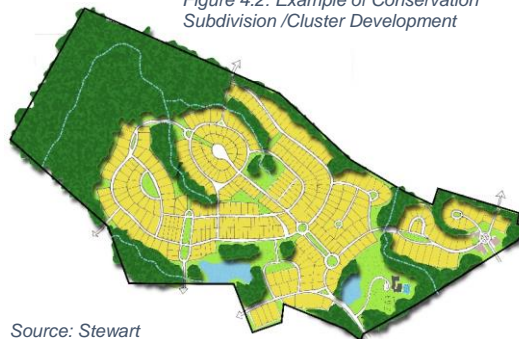 Figure 4.2: Example of Conservation
Subdivision /Cluster Development
Source: Stewart